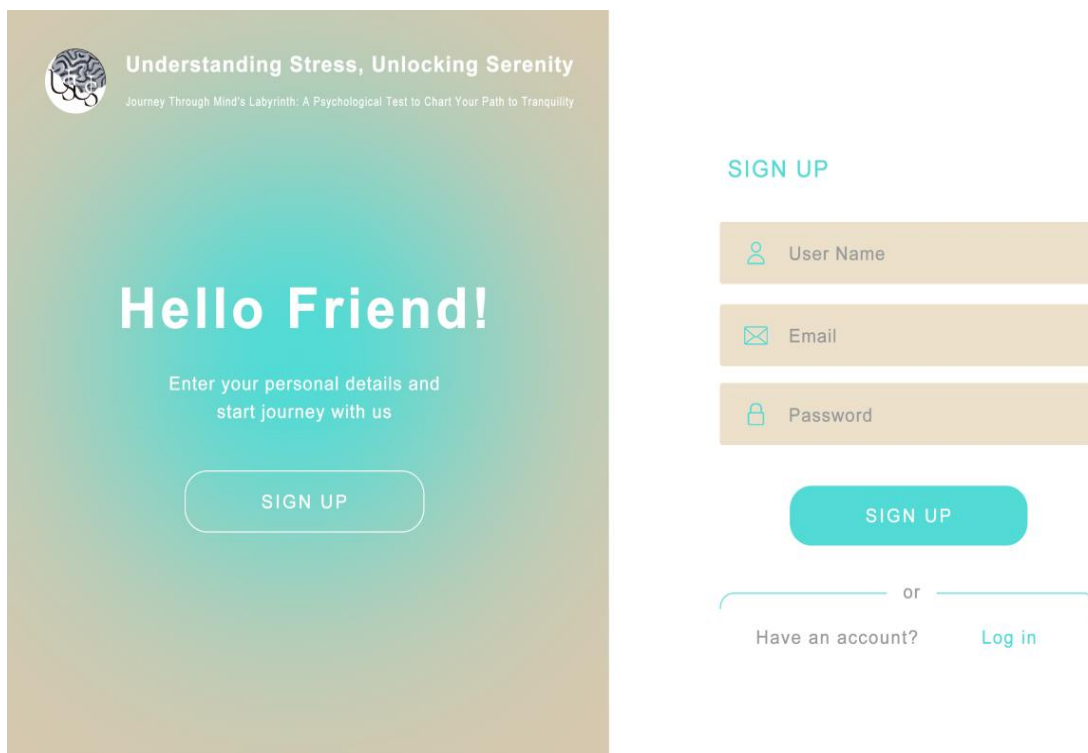 Understanding Stress, Unlocking Serenity
Journey Through Mind's Labyrinth: A Psychological Test to Chart Your Path to Tranquility
Hello Friend!
Enter your personal details and
start journey with us
SIGN UP
SIGN UP
User Name
Email
Password
SIGN UP
or
Have an account? Log in